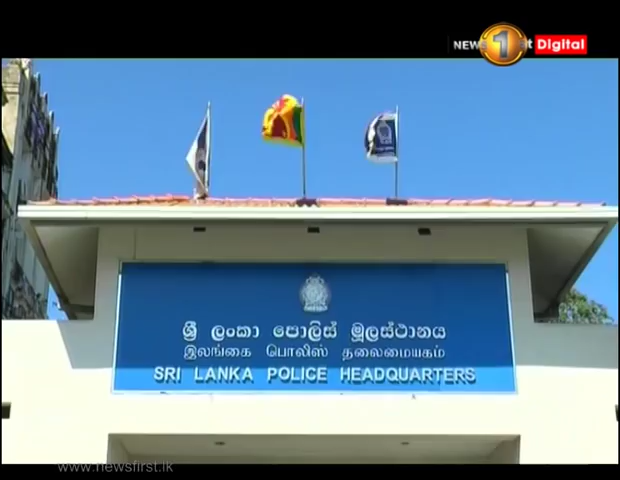 NEWS 1st Digital
ශ්‍රී ලංකා පොලිස් මූලස්ථානය
இலங்கை பொலிஸ் தலைமையகம்
SRI LANKA POLICE HEADQUARTERS
www.newsfirst.lk